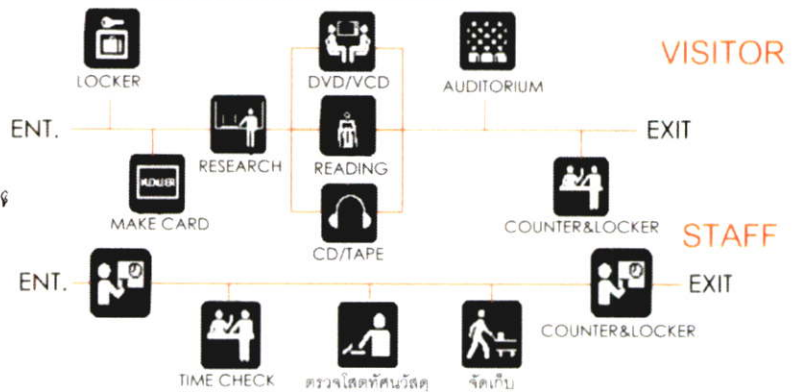 VISITOR
LOCKER
DVD/VCD
AUDITORIUM
ENT.
RESEARCH
READING
EXIT
MAKE CARD
CD/TAPE
COUNTER&LOCKER
STAFF
ENT.
EXIT
COUNTER&LOCKER
TIME CHECK
ตรวจโสตทัศนวัสดุ
จัดเก็บ